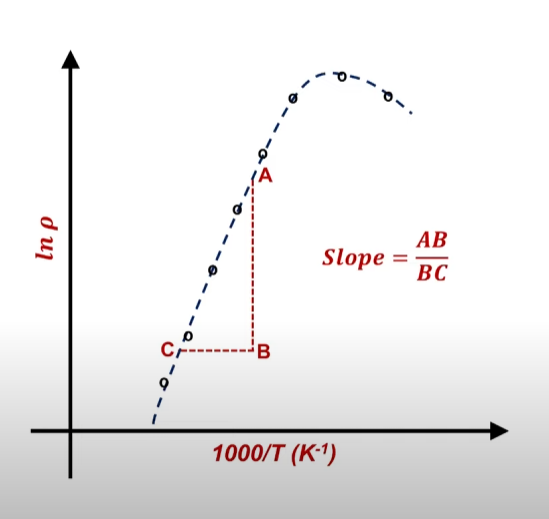 ln ρ
A
Slope = AB/BC
C
B
1000/T (K⁻¹)